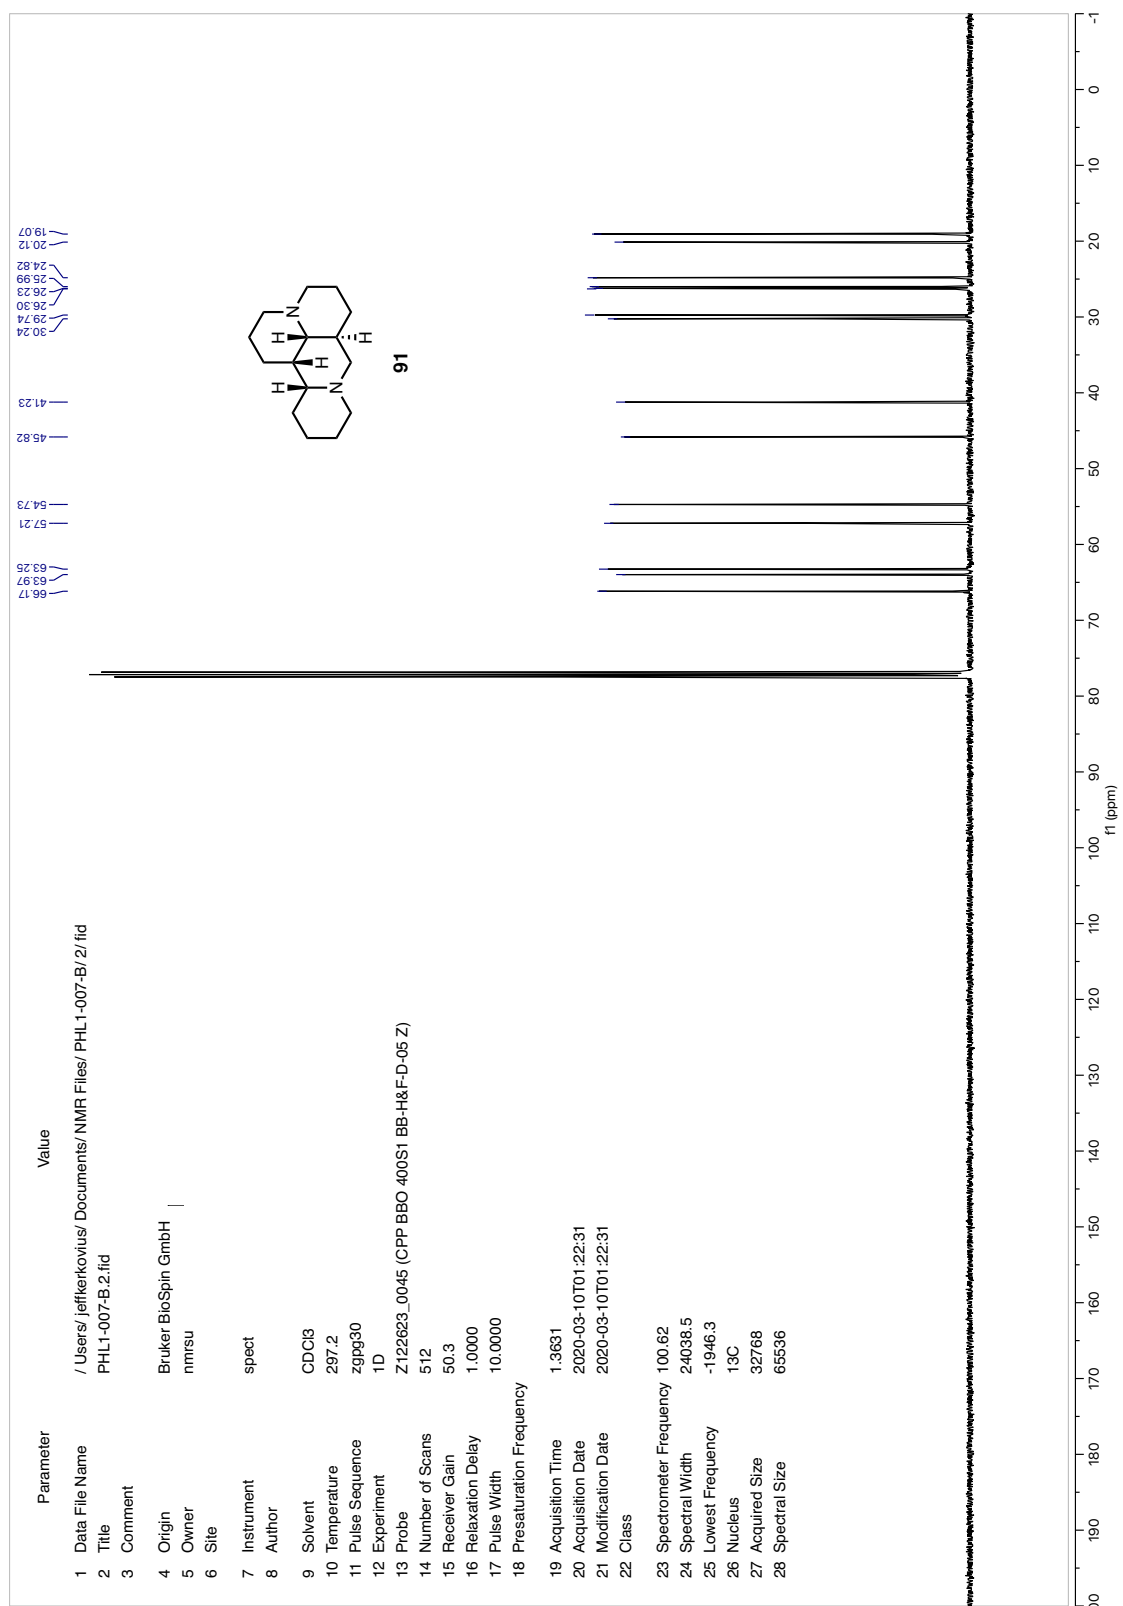 Parameter Value
1 Data File Name / Users/ jeffkerkovius/ Documents/ NMR Files/ PHL1-007-B/ 2/ fid
2 Title PHL1-007-B.2.fid
3 Comment
4 Origin Bruker BioSpin GmbH
5 Owner nmrsu
6 Site
7 Instrument spect
8 Author
9 Solvent CDCl3
10 Temperature 297.2
11 Pulse Sequence zgpg30
12 Experiment 1D
13 Probe Z122623_0045 (CPP BBO 400S1 BB-H&F-D-05 Z)
14 Number of Scans 512
15 Receiver Gain 50.3
16 Relaxation Delay 1.0000
17 Pulse Width 10.0000
18 Presaturation Frequency
19 Acquisition Time 1.3631
20 Acquisition Date 2020-03-10T01:22:31
21 Modification Date 2020-03-10T01:22:31
22 Class
23 Spectrometer Frequency 100.62
24 Spectral Width 24038.5
25 Lowest Frequency -1946.3
26 Nucleus 13C
27 Acquired Size 32768
28 Spectral Size 65536
66.17
63.97
63.25
57.21
54.73
45.82
41.23
30.24
29.74
26.30
26.23
25.99
24.82
20.12
19.07
H
H
H
H
N
N
91
00 190 180 170 160 150 140 130 120 110 100 90 80 70 60 50 40 30 20 10 0 -1
f1 (ppm)